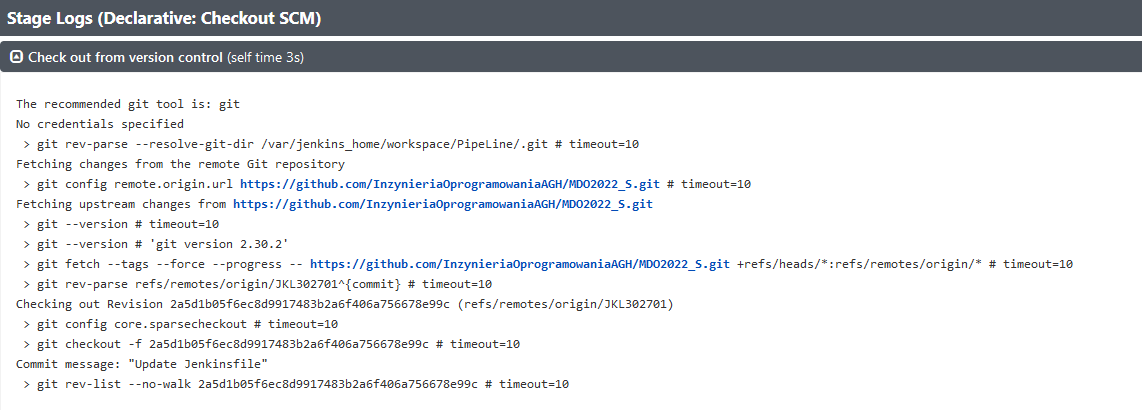 Stage Logs (Declarative: Checkout SCM)
Check out from version control (self time 3s)
The recommended git tool is: git
No credentials specified
> git rev-parse --resolve-git-dir /var/jenkins_home/workspace/PipeLine/.git # timeout=10
Fetching changes from the remote Git repository
> git config remote.origin.url https://github.com/InzynieriaOprogramowaniaAGH/MDO2022_S.git # timeout=10
Fetching upstream changes from https://github.com/InzynieriaOprogramowaniaAGH/MDO2022_S.git
> git --version # timeout=10
> git --version # 'git version 2.30.2'
> git fetch --tags --force --progress -- https://github.com/InzynieriaOprogramowaniaAGH/MDO2022_S.git +refs/heads/*:refs/remotes/origin/* # timeout=10
> git rev-parse refs/remotes/origin/JKL302701^{commit} # timeout=10
Checking out Revision 2a5d1b05f6ec8d9917483b2a6f406a756678e99c (refs/remotes/origin/JKL302701)
> git config core.sparsecheckout # timeout=10
> git checkout -f 2a5d1b05f6ec8d9917483b2a6f406a756678e99c # timeout=10
Commit message: "Update Jenkinsfile"
> git rev-list --no-walk 2a5d1b05f6ec8d9917483b2a6f406a756678e99c # timeout=10